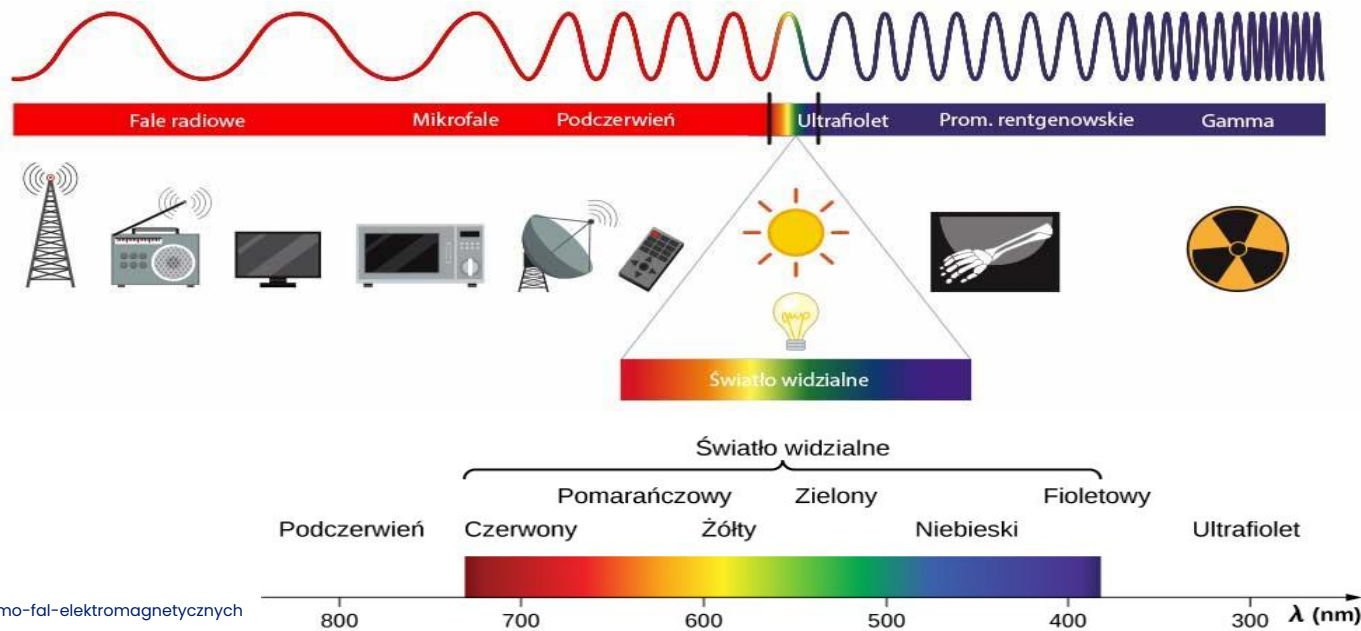 Fale radiowe Mikrofale Podczerwień Ultrafiolet Prom. rentgenowskie Gamma
Światło widzialne
Światło widzialne
Pomarańczowy Zielony Fioletowy
Podczerwień Czerwony Żółty Niebieski Ultrafiolet
mo-fal-elektromagnetycznych
800 700 600 500 400 300 λ (nm)